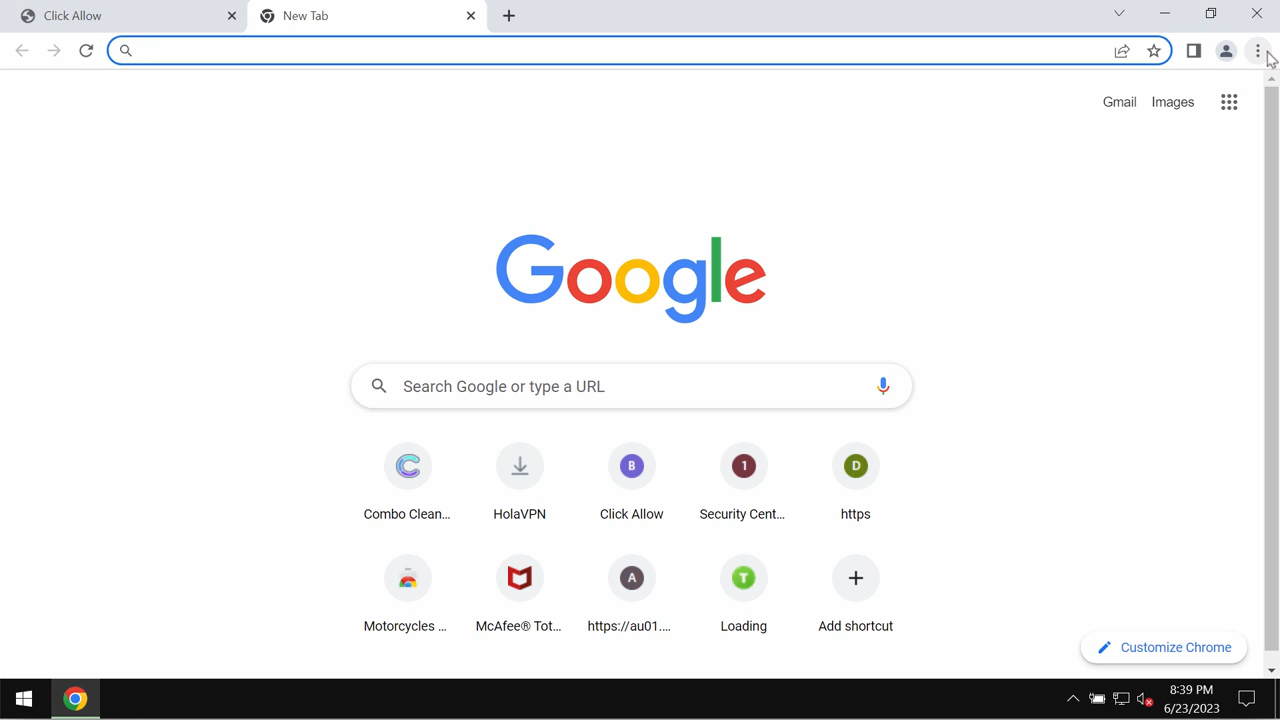 Click Allow
New Tab
Gmail Images
Google
Search Google or type a URL
C
B
1
D
Combo Clean...
HolaVPN
Click Allow
Security Cent...
https
A
T
Motorcycles ...
McAfee® Tot...
https://au01....
Loading
Add shortcut
Customize Chrome
8:39 PM
6/23/2023